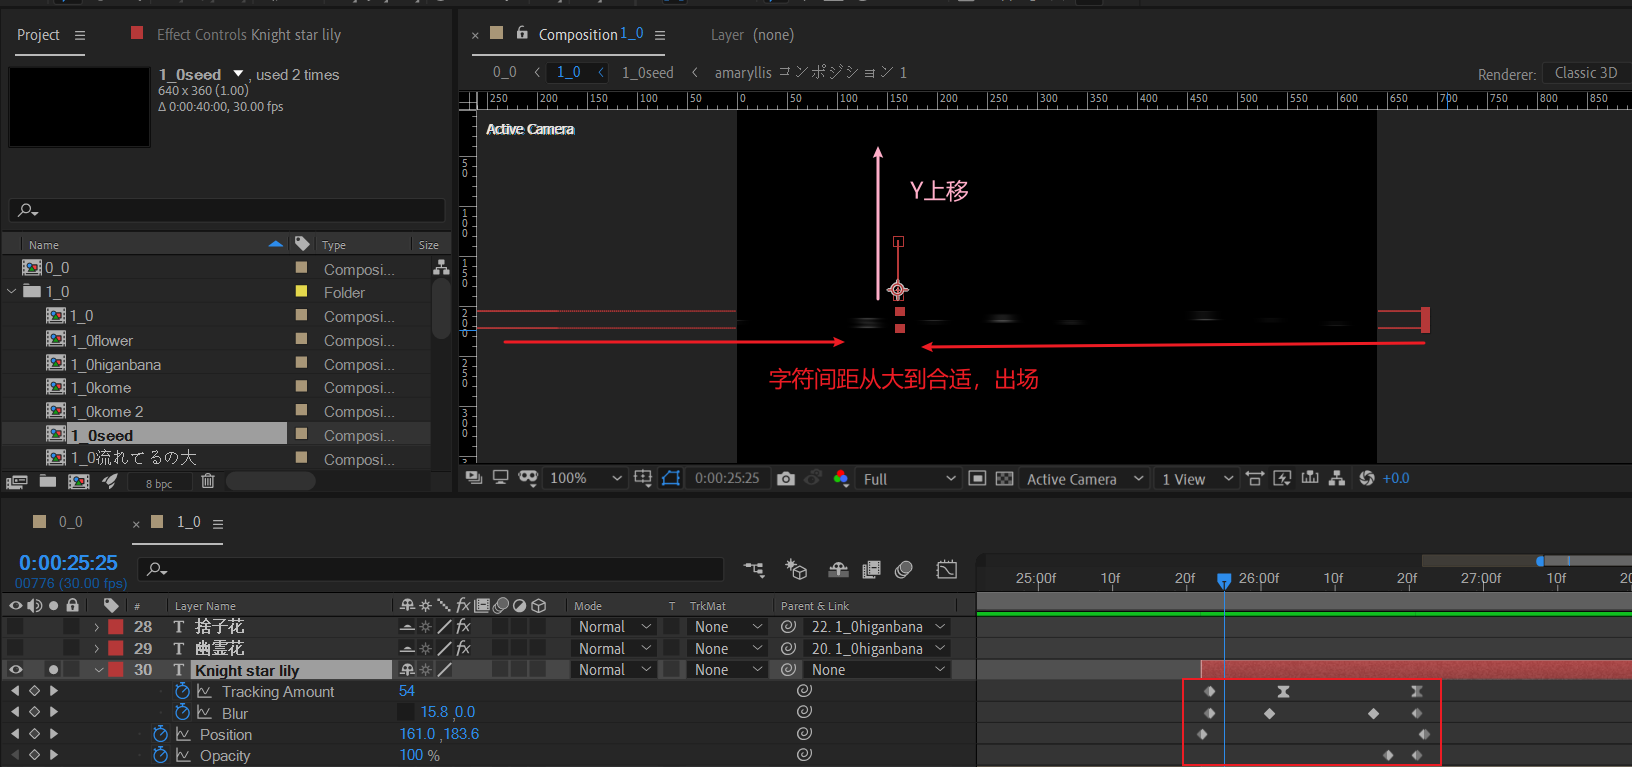 Project
Effect Controls Knight star lily
Composition 1_0
Layer (none)
1_0seed , used 2 times
640 x 360 (1.00)
Δ 0:00:40:00, 30.00 fps
0_0
1_0
1_0seed
amaryllis コンポジション 1
Renderer:
Classic 3D
250 200 150 100 50 0 50 100 150 200 250 300 350 400 450 500 550 600 650 700 750 800 850
50
100
150
200
250
300
Active Camera
Y上移
字符间距从大到合适，出场
Name
Type
Size
0_0
Composi...
1_0
Folder
1_0
Composi...
1_0flower
Composi...
1_0higanbana
Composi...
1_0kome
Composi...
1_0kome 2
Composi...
1_0seed
Composi...
1_0流れてるの大
Composi...
8 bpc
100%
0:00:25:25
Full
Active Camera
1 View
+0.0
0_0
1_0
0:00:25:25
00776 (30.00 fps)
25:00f 10f 20f 26:00f 10f 20f 27:00f 10f 20
# Layer Name
Mode
T TrkMat
Parent & Link
28 T 捨子花 Normal None 22. 1_0higanbana
29 T 幽霊花 Normal None 20. 1_0higanbana
30 T Knight star lily Normal None None
Tracking Amount 54
Blur 15.8 ,0.0
Position 161.0 ,183.6
Opacity 100 %